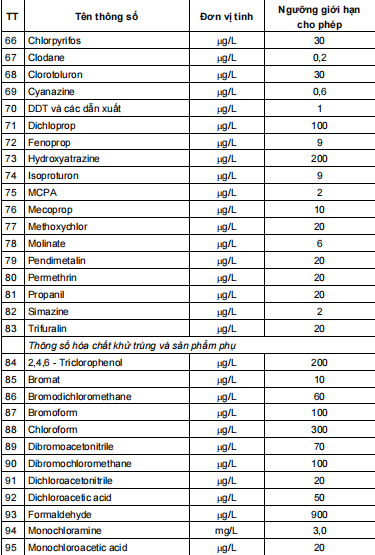 TT Tên thông số Đơn vị tính Ngưỡng giới hạn
cho phép
66 Chlorpyrifos µg/L 30
67 Clodane µg/L 0,2
68 Clorotoluron µg/L 30
69 Cyanazine µg/L 0,6
70 DDT và các dẫn xuất µg/L 1
71 Dichloprop µg/L 100
72 Fenoprop µg/L 9
73 Hydroxyatrazine µg/L 200
74 Isoproturon µg/L 9
75 MCPA µg/L 2
76 Mecoprop µg/L 10
77 Methoxychlor µg/L 20
78 Molinate µg/L 6
79 Pendimetalin µg/L 20
80 Permethrin µg/L 20
81 Propanil µg/L 20
82 Simazine µg/L 2
83 Trifuralin µg/L 20
Thông số hóa chất khử trùng và sản phẩm phụ
84 2,4,6 - Triclorophenol µg/L 200
85 Bromat µg/L 10
86 Bromodichloromethane µg/L 60
87 Bromoform µg/L 100
88 Chloroform µg/L 300
89 Dibromoacetonitrile µg/L 70
90 Dibromochloromethane µg/L 100
91 Dichloroacetonitrile µg/L 20
92 Dichloroacetic acid µg/L 50
93 Formaldehyde µg/L 900
94 Monochloramine mg/L 3,0
95 Monochloroacetic acid µg/L 20